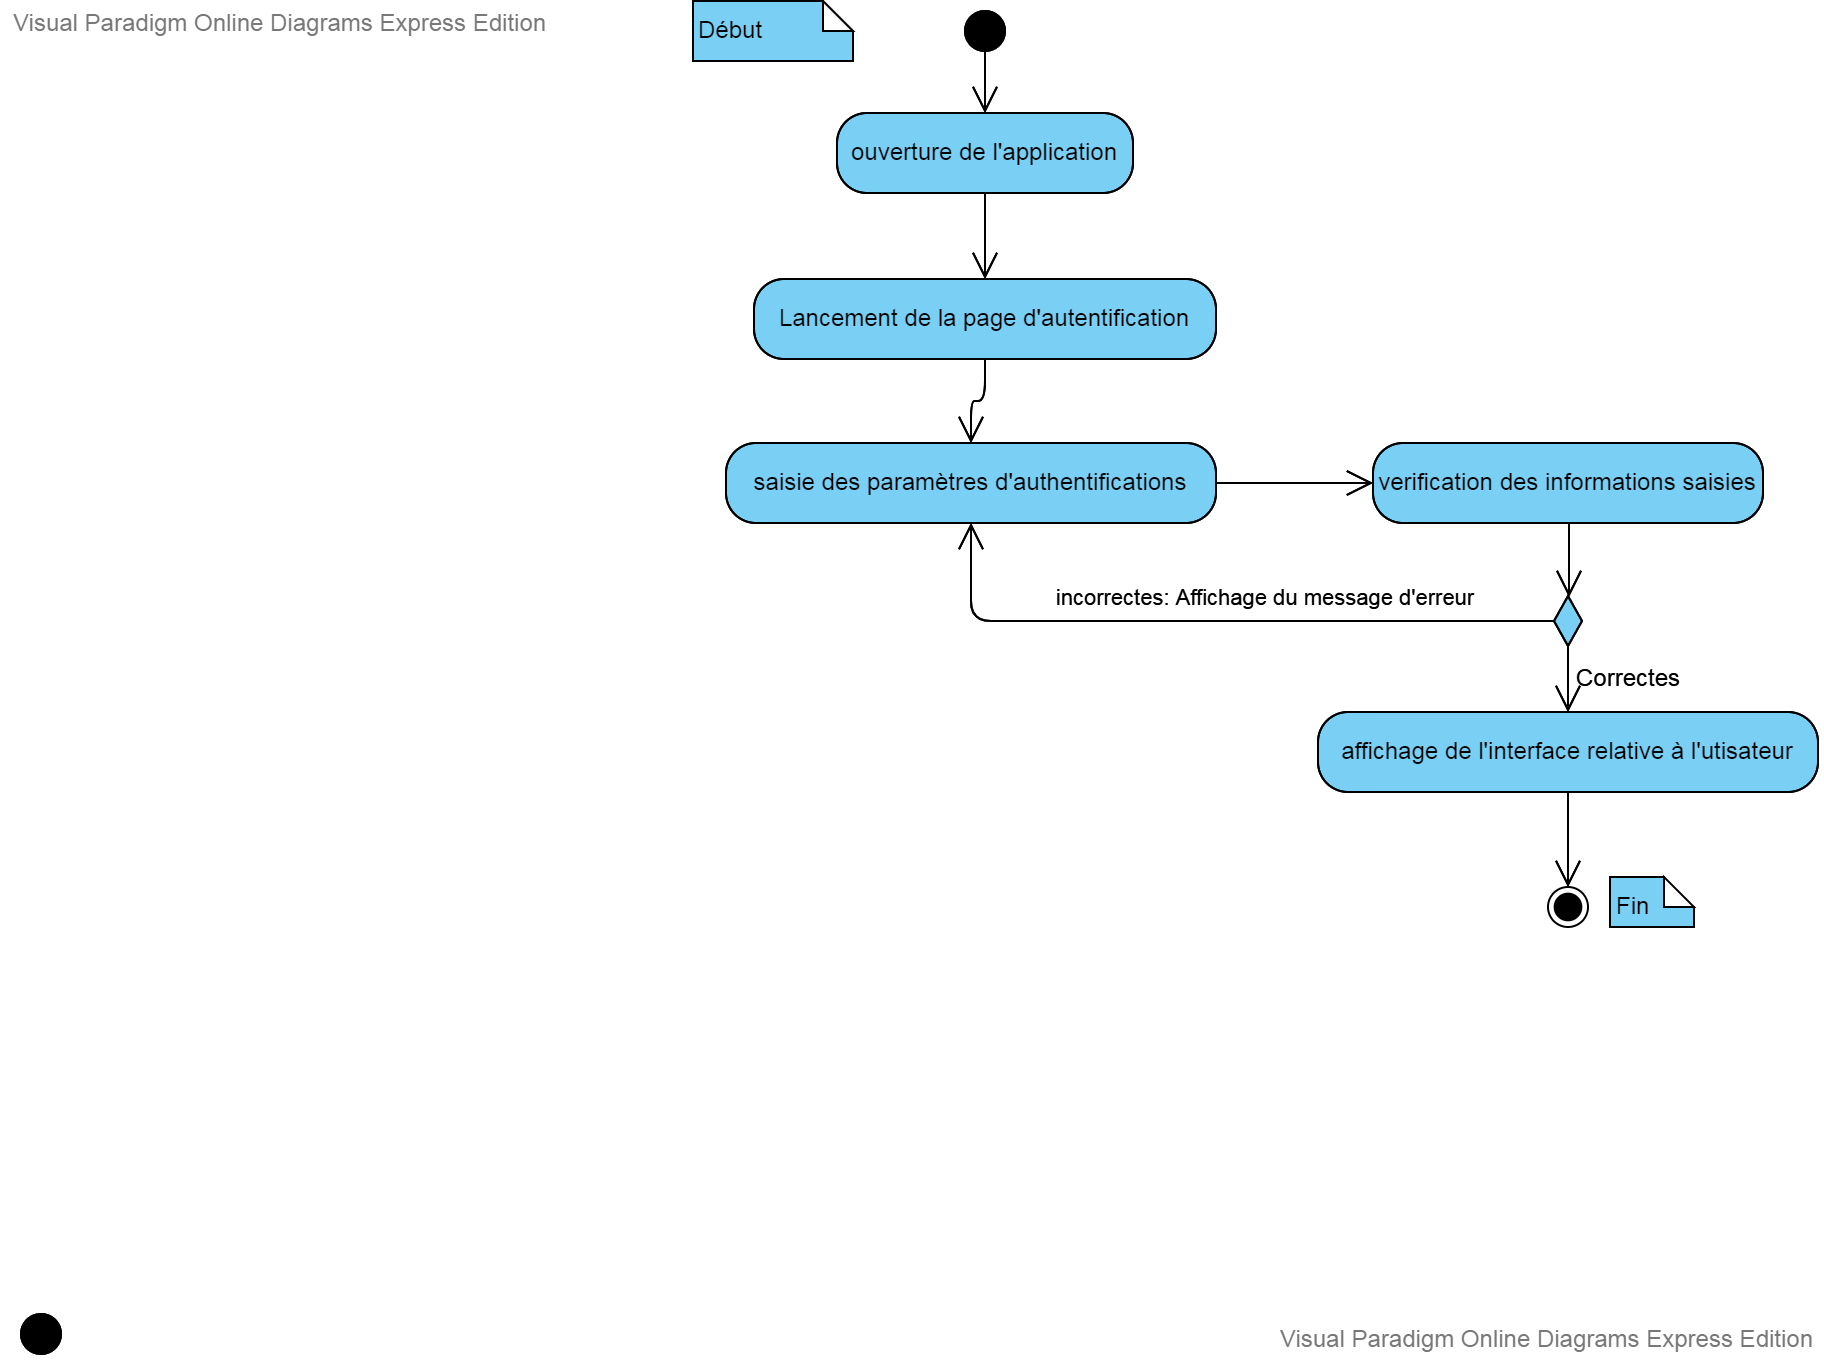 Visual Paradigm Online Diagrams Express Edition
Début
ouverture de l'application
Lancement de la page d'autentification
saisie des paramètres d'authentifications
verification des informations saisies
incorrectes: Affichage du message d'erreur
Correctes
affichage de l'interface relative à l'utisateur
Fin
Visual Paradigm Online Diagrams Express Edition